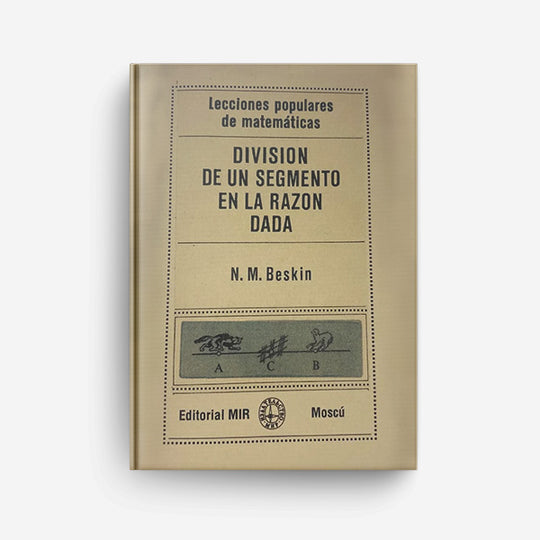 Lecciones populares
de matemáticas
DIVISION
DE UN SEGMENTO
EN LA RAZON
DADA
N. M. Beskin
A C B
Editorial MIR Moscú